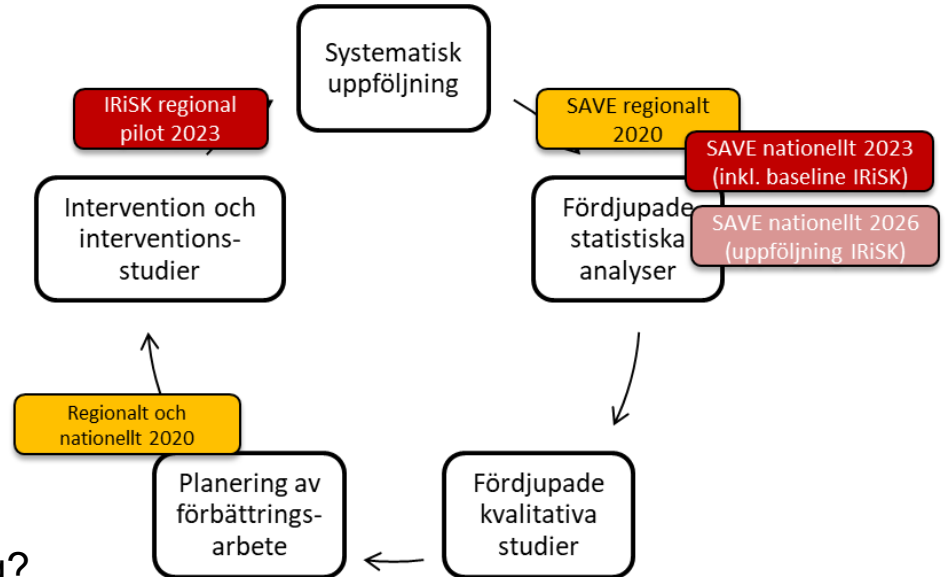 Systematisk
uppföljning
IRiSK regional
pilot 2023
SAVE regionalt
2020
SAVE nationellt 2023
(inkl. baseline IRiSK)
SAVE nationellt 2026
(uppföljning IRiSK)
Intervention och
interventions-
studier
Fördjupade
statistiska
analyser
Regionalt och
nationellt 2020
Planering av
förbättrings-
arbete
Fördjupade
kvalitativa
studier